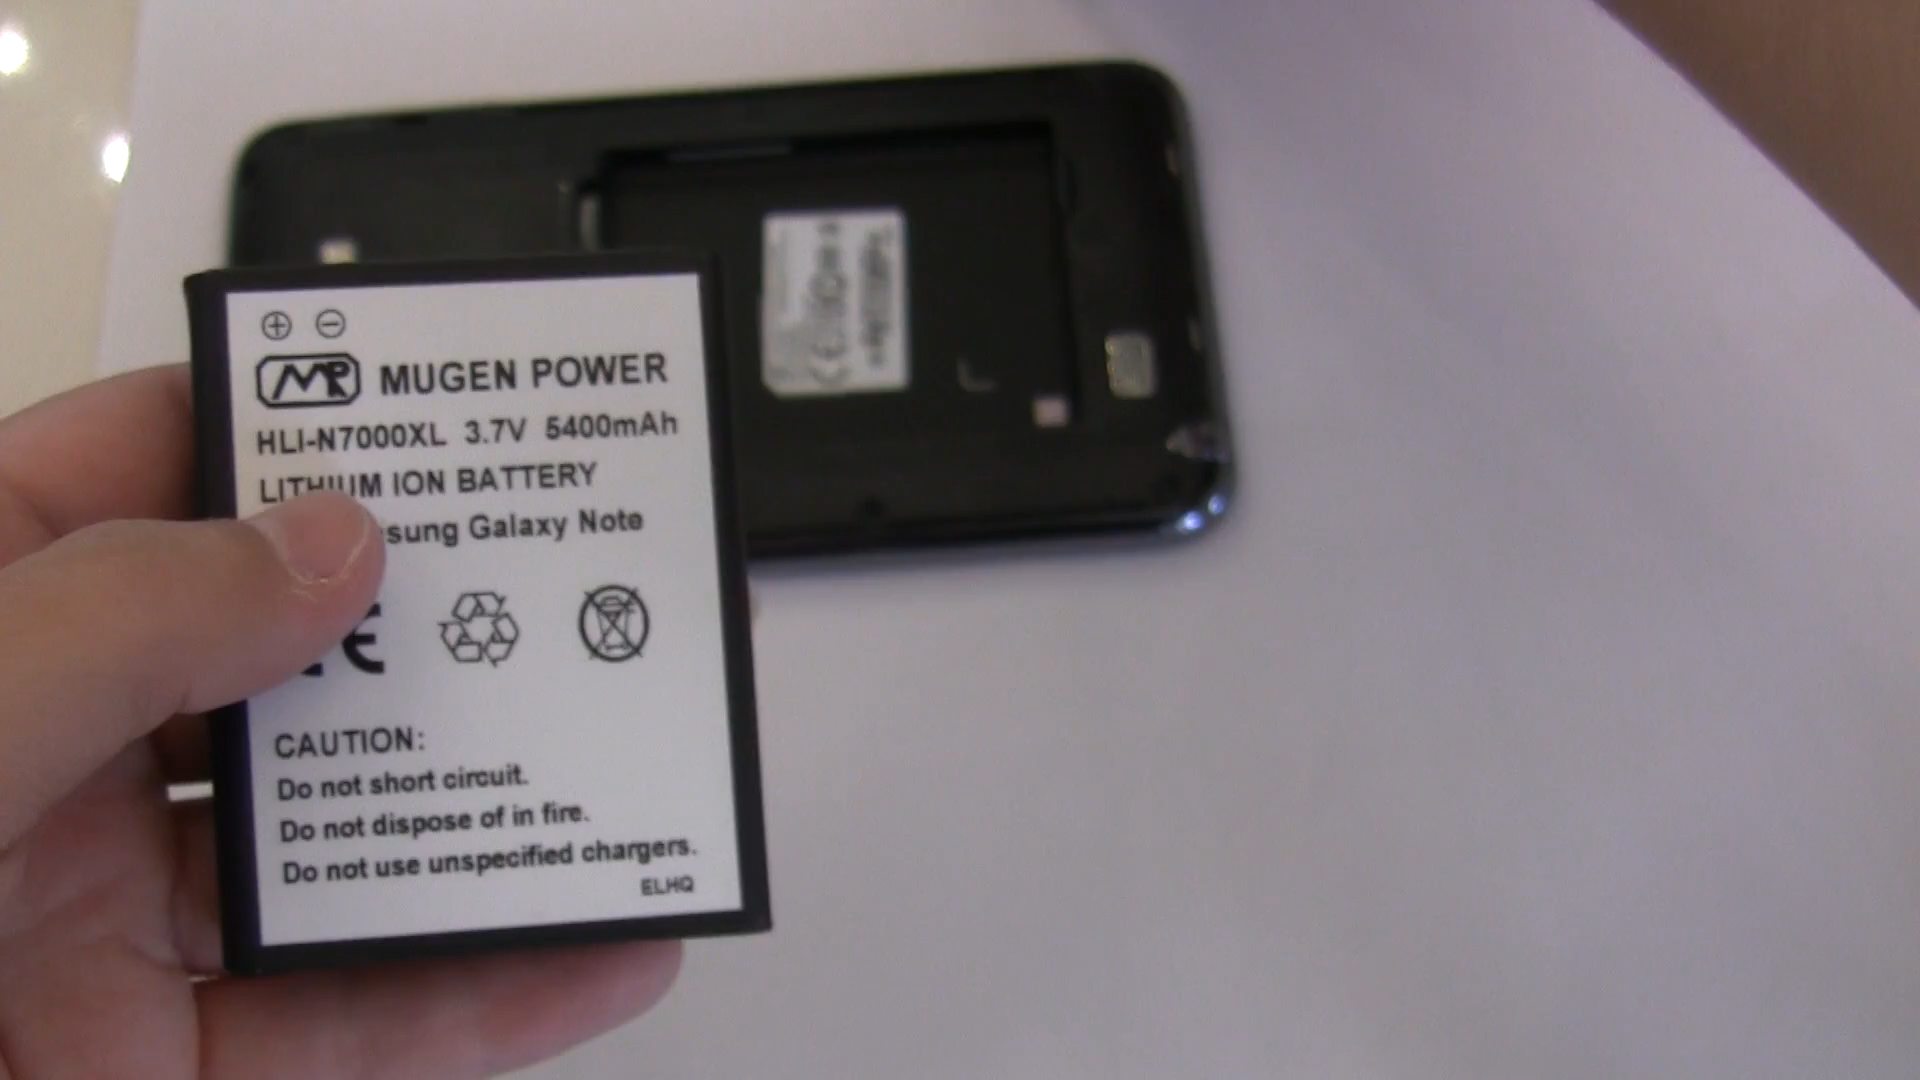 MUGEN POWER
HLI-N7000XL 3.7V 5400mAh
LITHIUM ION BATTERY
sung Galaxy Note
CE
CAUTION:
Do not short circuit.
Do not dispose of in fire.
Do not use unspecified chargers.
ELHQ